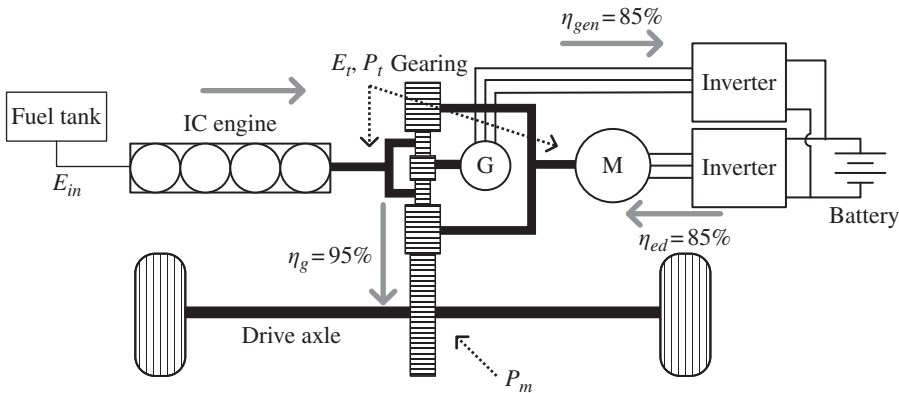 η_gen = 85%
E_t, P_t Gearing
Inverter
Fuel tank
IC engine
G
M
Inverter
E_in
Battery
η_g = 95%
η_ed = 85%
Drive axle
P_m